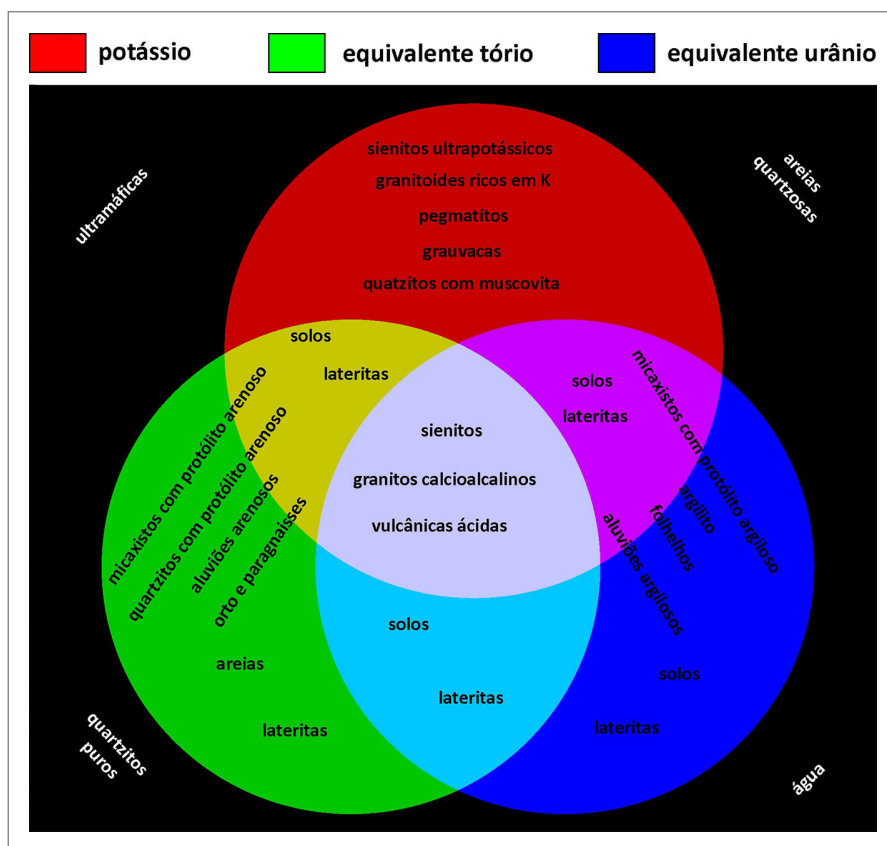 potássio
equivalente tório
equivalente urânio
ultramáficas
areias
quartzosas
sienitos ultrapotássicos
granitoides ricos em K
pegmatitos
grauvacas
quatzitos com muscovita
solos
lateritas
micaxistos com protólito arenoso
quartzitos com protólito arenoso
aluviões arenosos
orto e paragnaisses
areias
lateritas
sienitos
granitos calcioalcalinos
vulcânicas ácidas
solos
lateritas
micaxistos com protólito argiloso
argilito
folhelhos
aluviões argilosos
solos
lateritas
solos
lateritas
quartzitos
puros
água